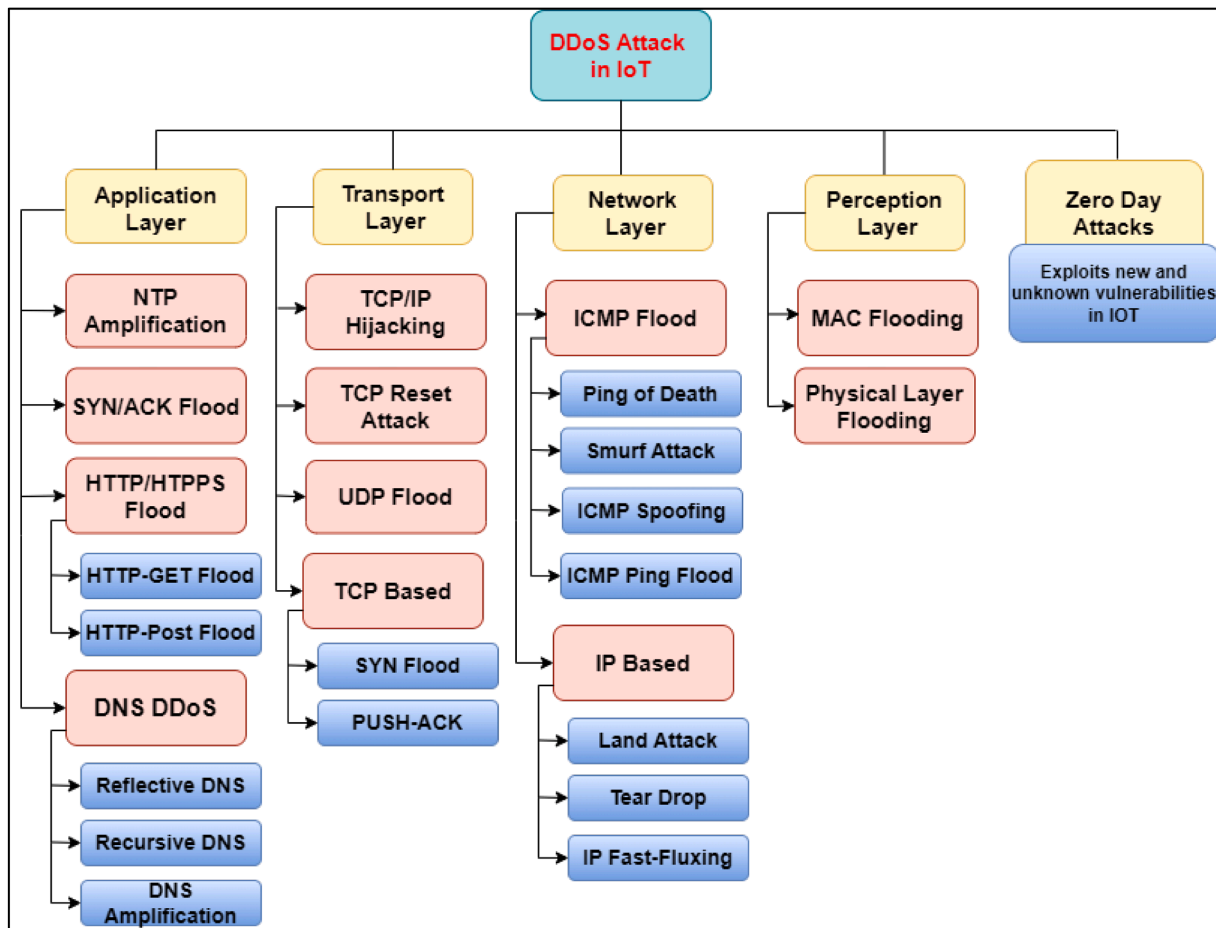 DDoS Attack
in IoT
Application
Layer
NTP
Amplification
SYN/ACK Flood
HTTP/HTPPS
Flood
HTTP-GET Flood
HTTP-Post Flood
DNS DDoS
Reflective DNS
Recursive DNS
DNS
Amplification
Transport
Layer
TCP/IP
Hijacking
TCP Reset
Attack
UDP Flood
TCP Based
SYN Flood
PUSH-ACK
Network
Layer
ICMP Flood
Ping of Death
Smurf Attack
ICMP Spoofing
ICMP Ping Flood
IP Based
Land Attack
Tear Drop
IP Fast-Fluxing
Perception
Layer
MAC Flooding
Physical Layer
Flooding
Zero Day
Attacks
Exploits new and
unknown vulnerabilities
in IOT